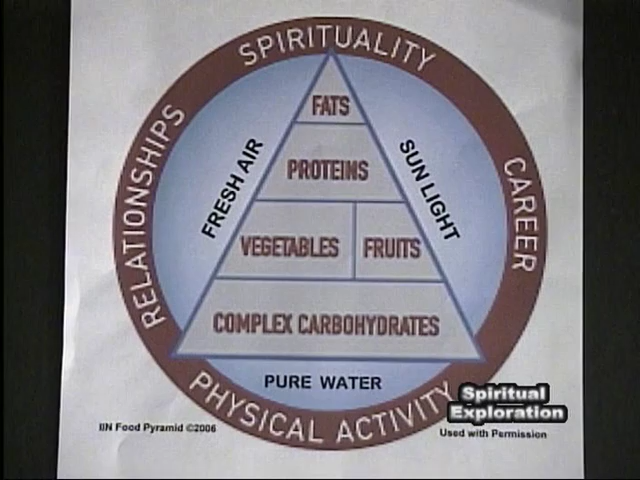 SPIRITUALITY
RELATIONSHIPS
CAREER
FRESH AIR
SUN LIGHT
FATS
PROTEINS
VEGETABLES
FRUITS
COMPLEX CARBOHYDRATES
PURE WATER
PHYSICAL ACTIVITY
IIN Food Pyramid ©2006
Spiritual
Exploration
Used with Permission